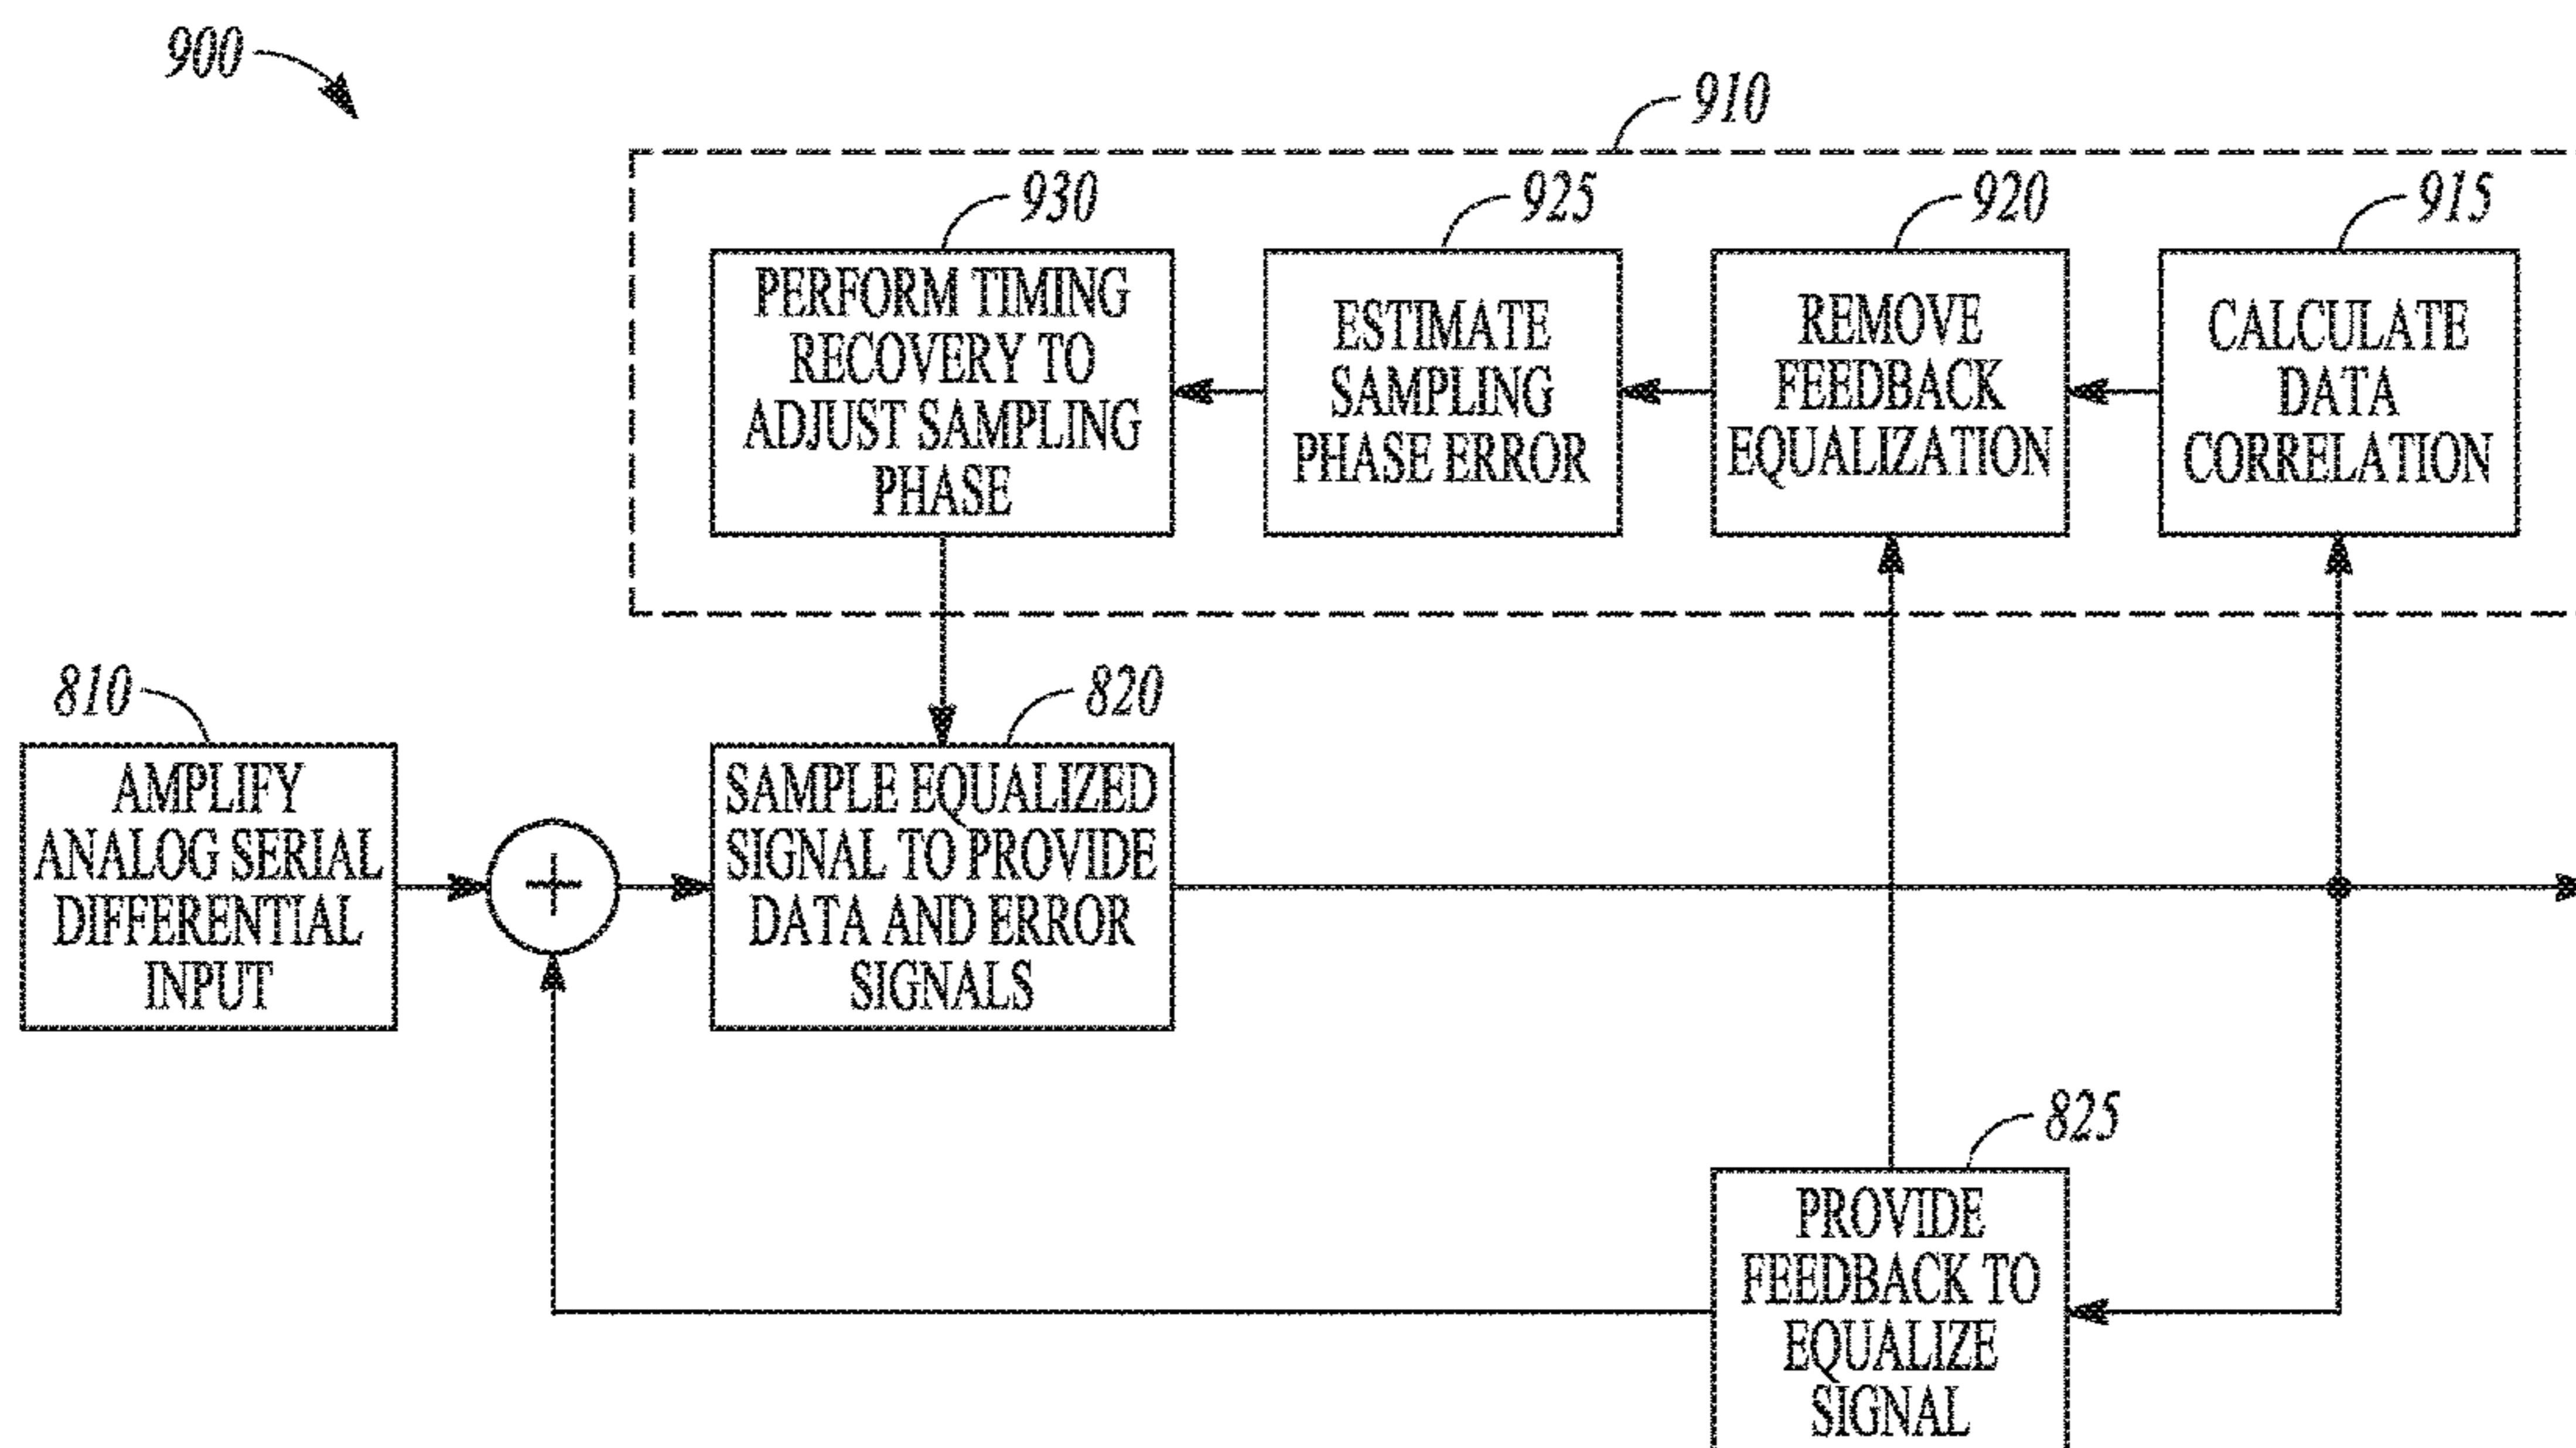 900
910
930
925
920
915
PERFORM TIMING
RECOVERY TO
ADJUST SAMPLING
PHASE
ESTIMATE
SAMPLING
PHASE ERROR
REMOVE
FEEDBACK
EQUALIZATION
CALCULATE
DATA
CORRELATION
810
820
AMPLIFY
ANALOG SERIAL
DIFFERENTIAL
INPUT
+
SAMPLE EQUALIZED
SIGNAL TO PROVIDE
DATA AND ERROR
SIGNALS
825
PROVIDE
FEEDBACK TO
EQUALIZE
SIGNAL